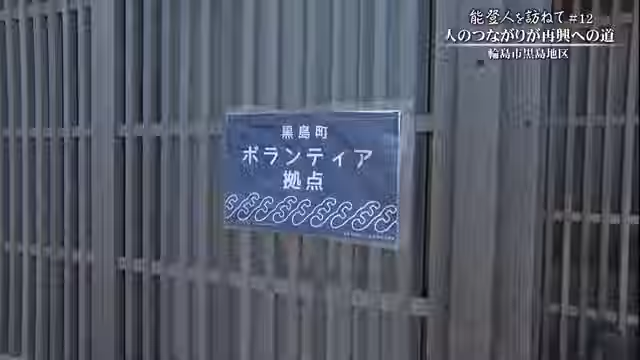 能登人を訪ねて#12
人のつながりが再興への道
輪島市黒島地区
黒島町
ボランティア
拠点